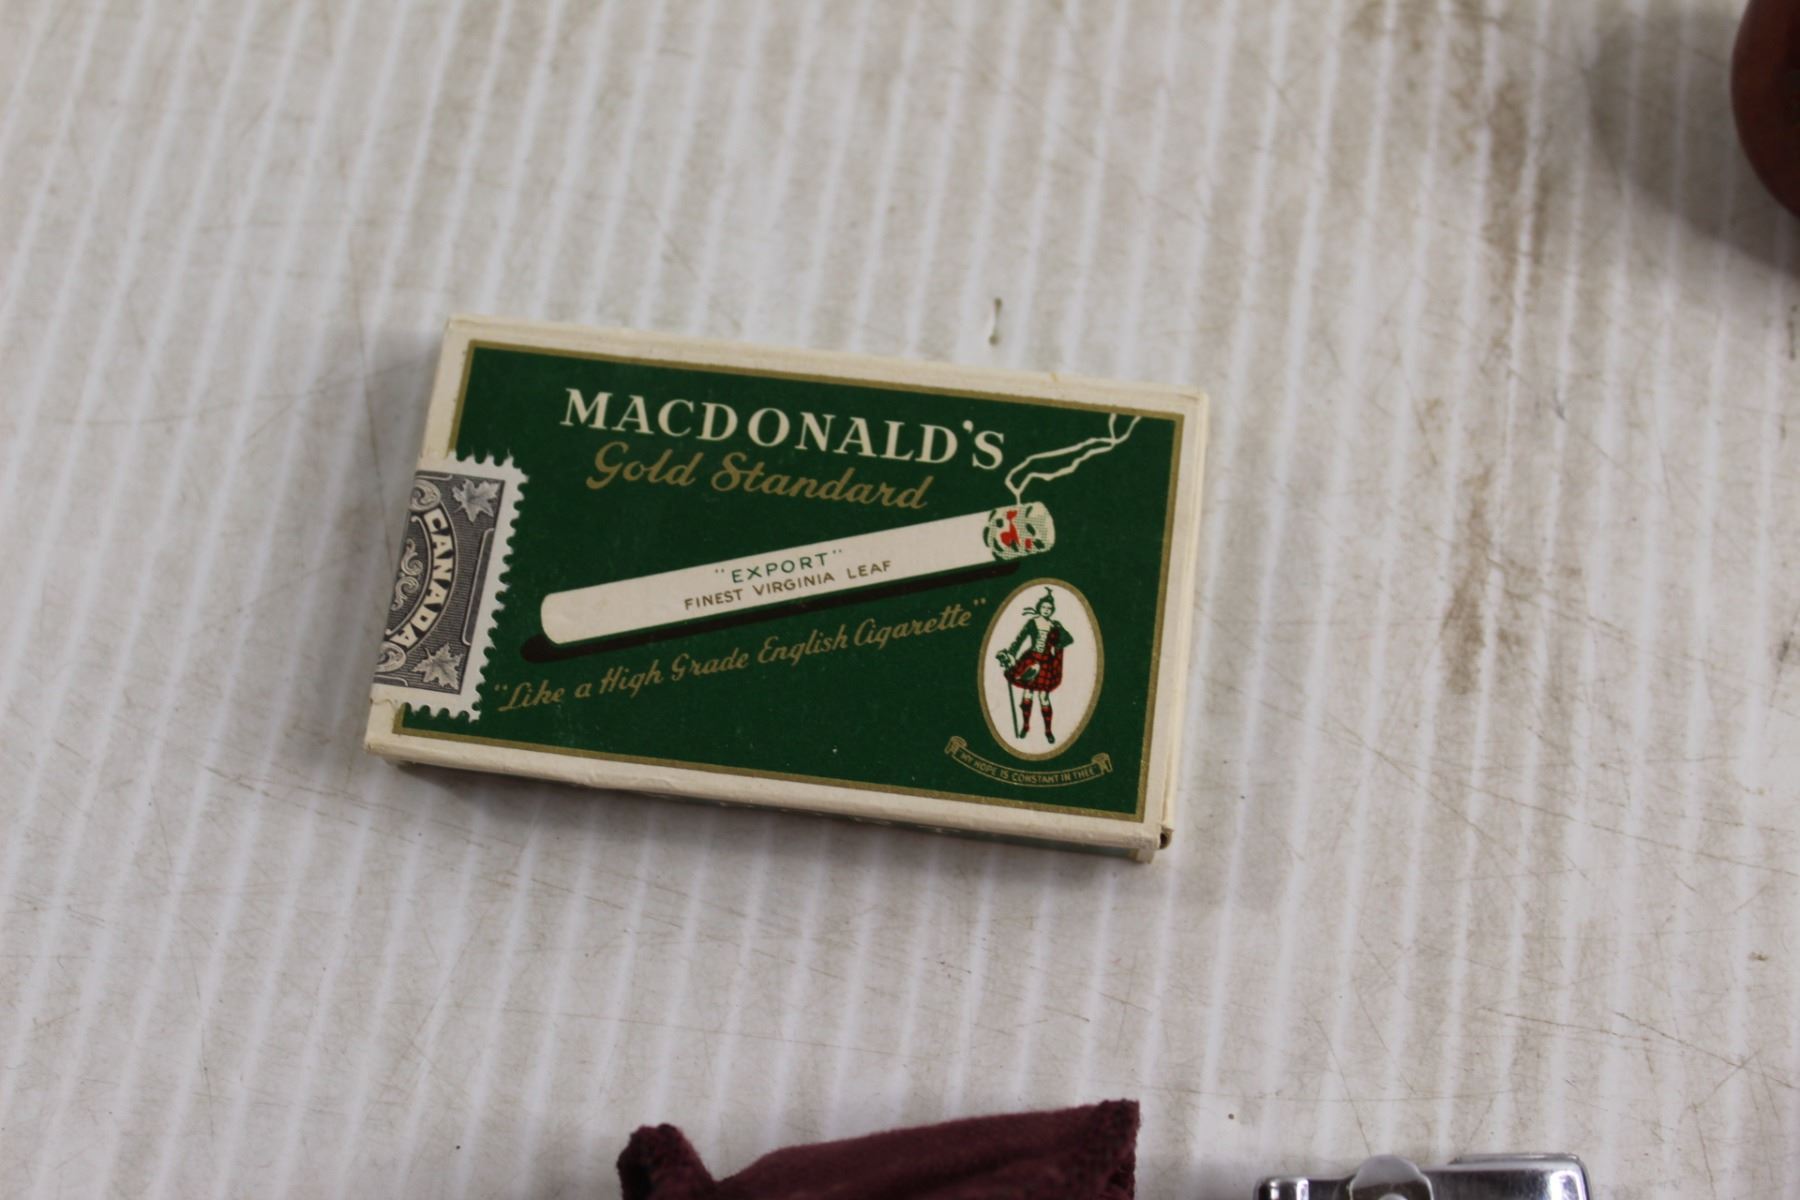 MACDONALD'S
Gold Standard
"EXPORT"
FINEST VIRGINIA LEAF
"Like a High Grade English Cigarette"
CANADA
MY HOPE IS CONSTANT IN THEE